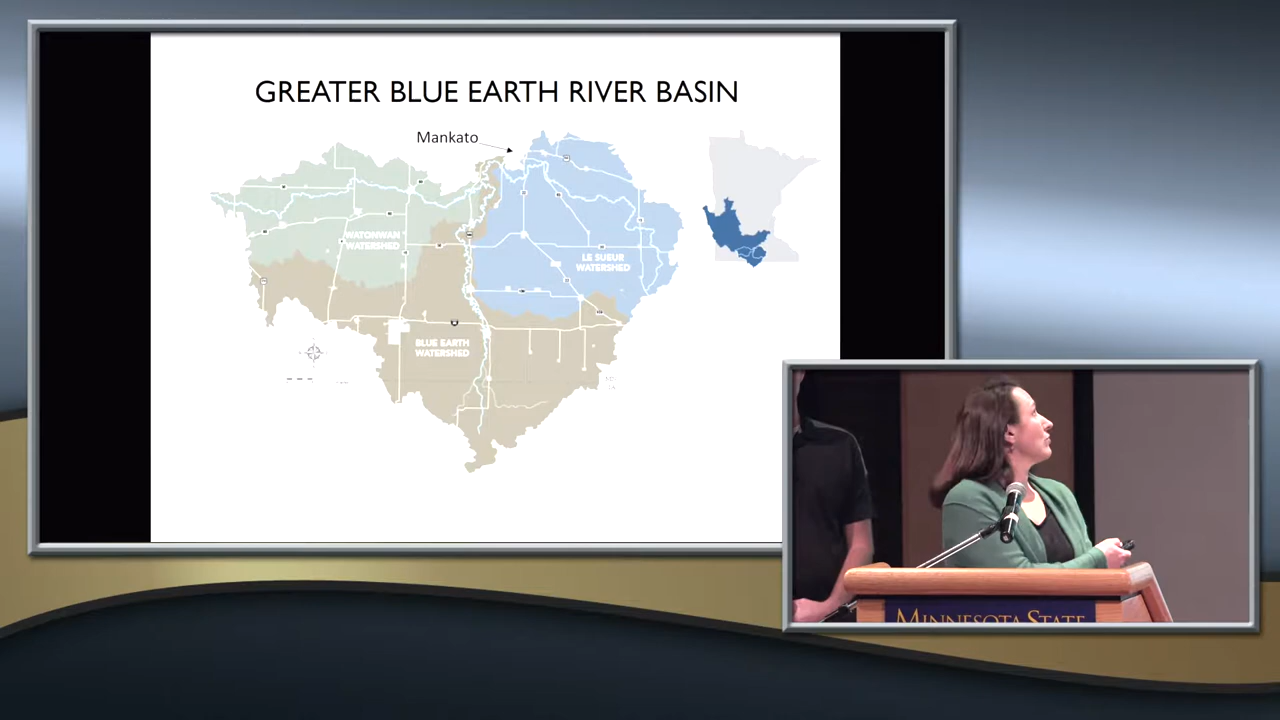 GREATER BLUE EARTH RIVER BASIN
Mankato
WATONWAN
WATERSHED
LE SUEUR
WATERSHED
BLUE EARTH
WATERSHED
MINNESOTA STATE